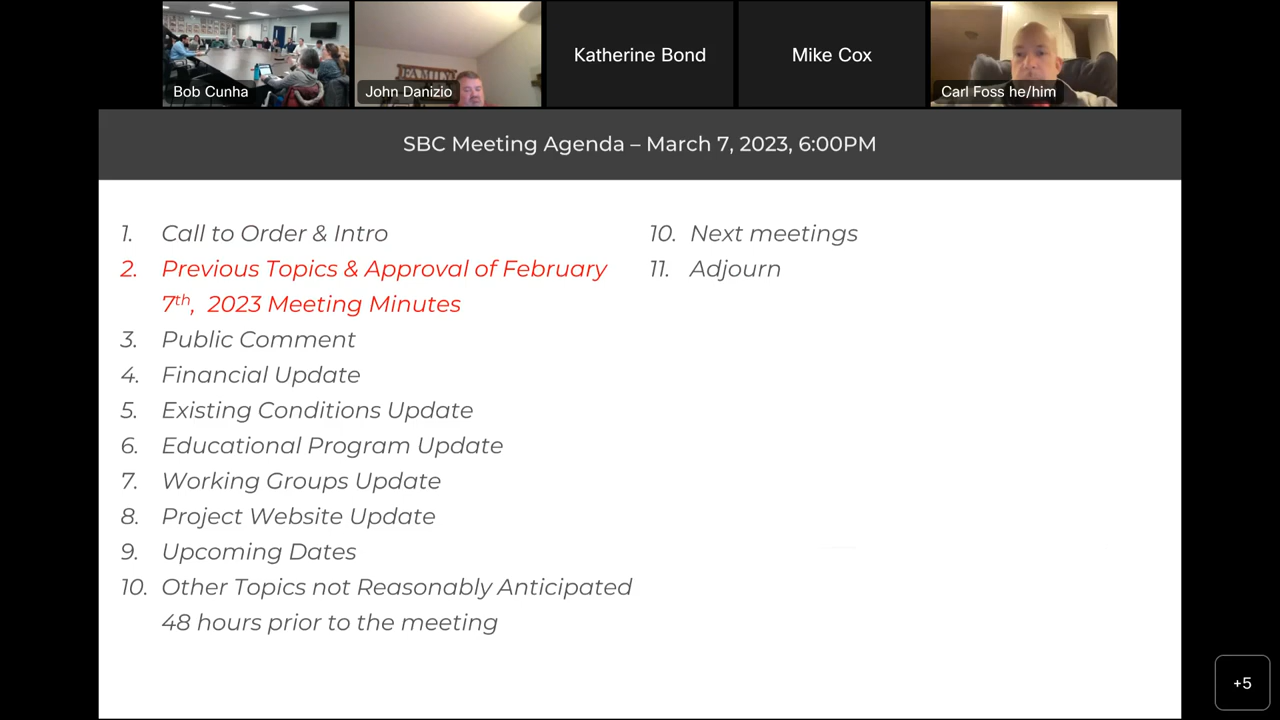 Bob Cunha
FAMILY
John Danizio
Katherine Bond
Mike Cox
Carl Foss he/him
SBC Meeting Agenda – March 7, 2023, 6:00PM
1. Call to Order & Intro
2. Previous Topics & Approval of February
7th, 2023 Meeting Minutes
3. Public Comment
4. Financial Update
5. Existing Conditions Update
6. Educational Program Update
7. Working Groups Update
8. Project Website Update
9. Upcoming Dates
10. Other Topics not Reasonably Anticipated
48 hours prior to the meeting
10. Next meetings
11. Adjourn
+5